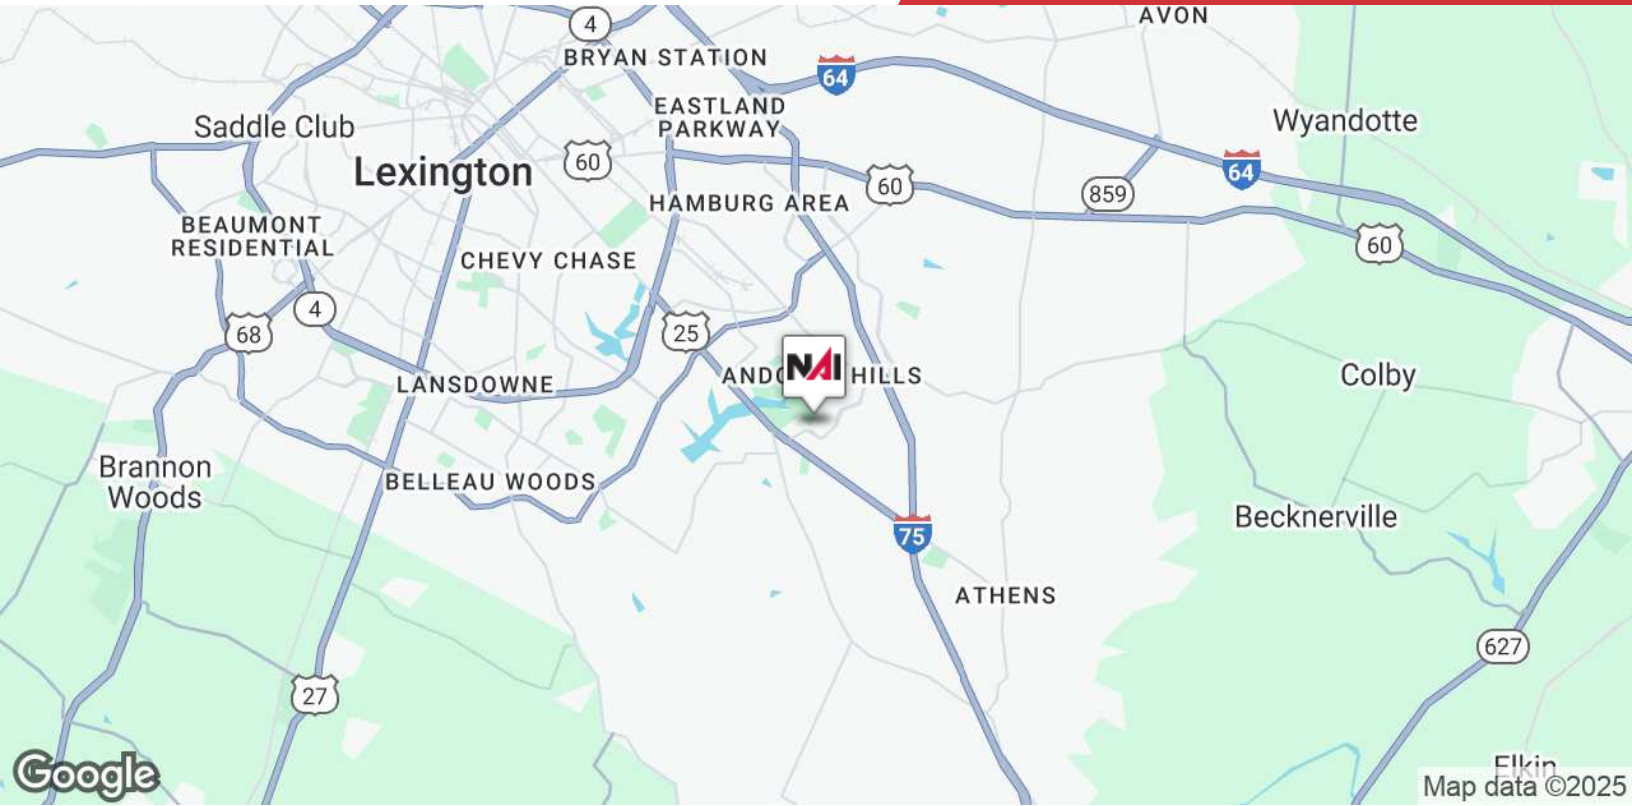 AVON
4
BRYAN STATION
64
EASTLAND
PARKWAY
Saddle Club
Wyandotte
60
Lexington
64
60
859
HAMBURG AREA
BEAUMONT
RESIDENTIAL
60
CHEVY CHASE
4
68
25
NAI
ANDO HILLS
Colby
LANSDOWNE
Brannon
Woods
BELLEAU WOODS
Becknerville
75
ATHENS
627
27
Elkin
Google
Map data ©2025